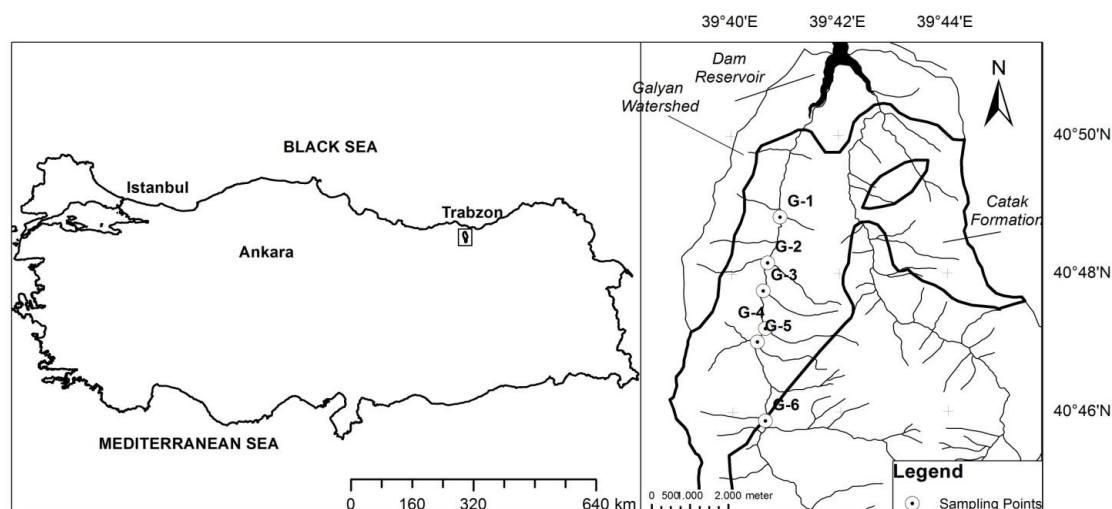 39°40'E 39°42'E 39°44'E
Dam
Reservoir
Galyan
Watershed
N
40°50'N
BLACK SEA
Istanbul
Trabzon
Ankara
G-1
Catak
Formation
G-2
40°48'N
G-3
G-4
G-5
G-6
40°46'N
MEDITERRANEAN SEA
0 160 320 640 km
0 500 1.000 2.000 meter
Legend
Sampling Points